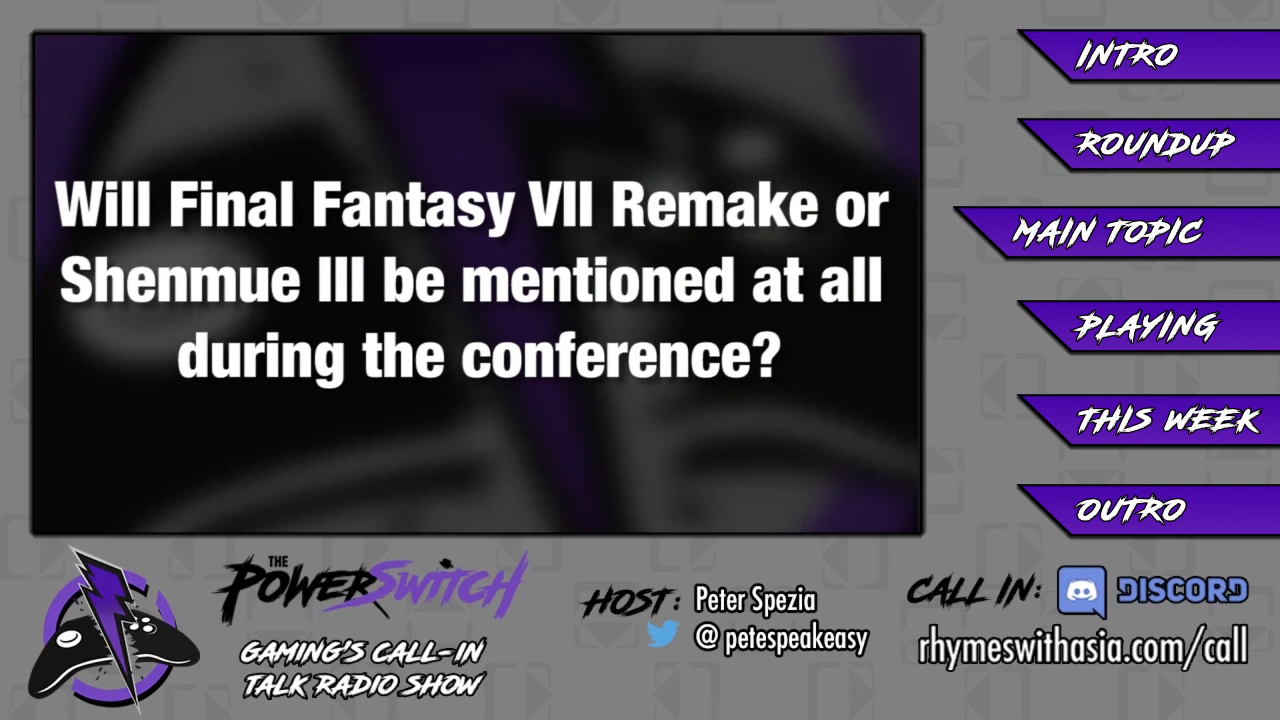 Will Final Fantasy VII Remake or
Shenmue III be mentioned at all
during the conference?
INTRO
ROUNDUP
MAIN TOPIC
PLAYING
THIS WEEK
OUTRO
THE
POWERSWITCH
GAMING'S CALL-IN
TALK RADIO SHOW
HOST: Peter Spezia
@petespeakeasy
CALL IN: DISCORD
rhymeswithasia.com/call